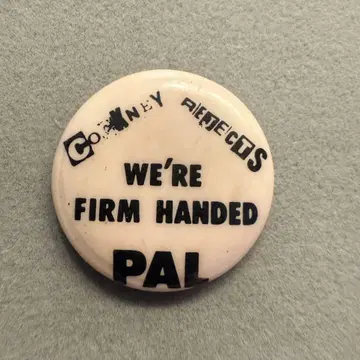 COCKNEY REJECTS
WE'RE
FIRM HANDED
PAL